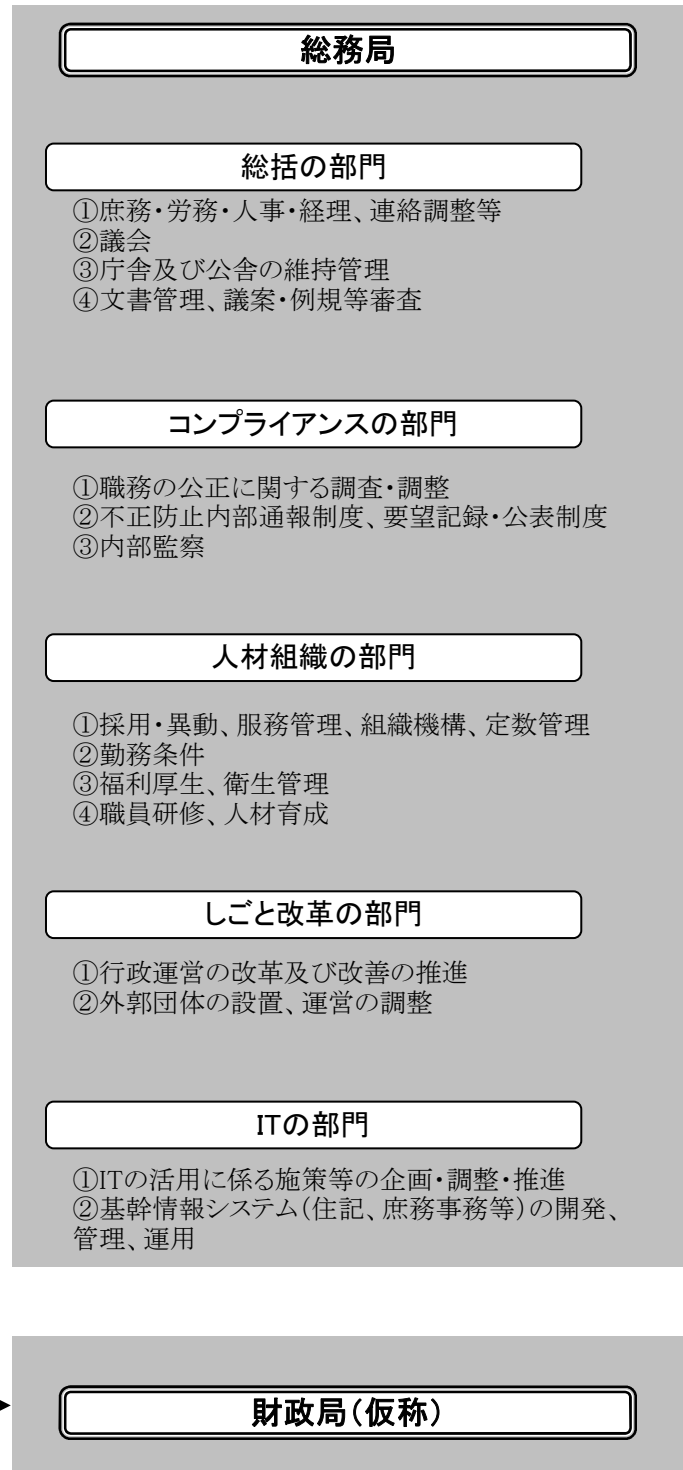 総務局
総括の部門
①庶務・労務・人事・経理、連絡調整等
②議会
③庁舎及び公舎の維持管理
④文書管理、議案・例規等審査
コンプライアンスの部門
①職務の公正に関する調査・調整
②不正防止内部通報制度、要望記録・公表制度
③内部監察
人材組織の部門
①採用・異動、服務管理、組織機構、定数管理
②勤務条件
③福利厚生、衛生管理
④職員研修、人材育成
しごと改革の部門
①行政運営の改革及び改善の推進
②外郭団体の設置、運営の調整
ITの部門
①ITの活用に係る施策等の企画・調整・推進
②基幹情報システム(住記、庶務事務等)の開発、
管理、運用
財政局(仮称)